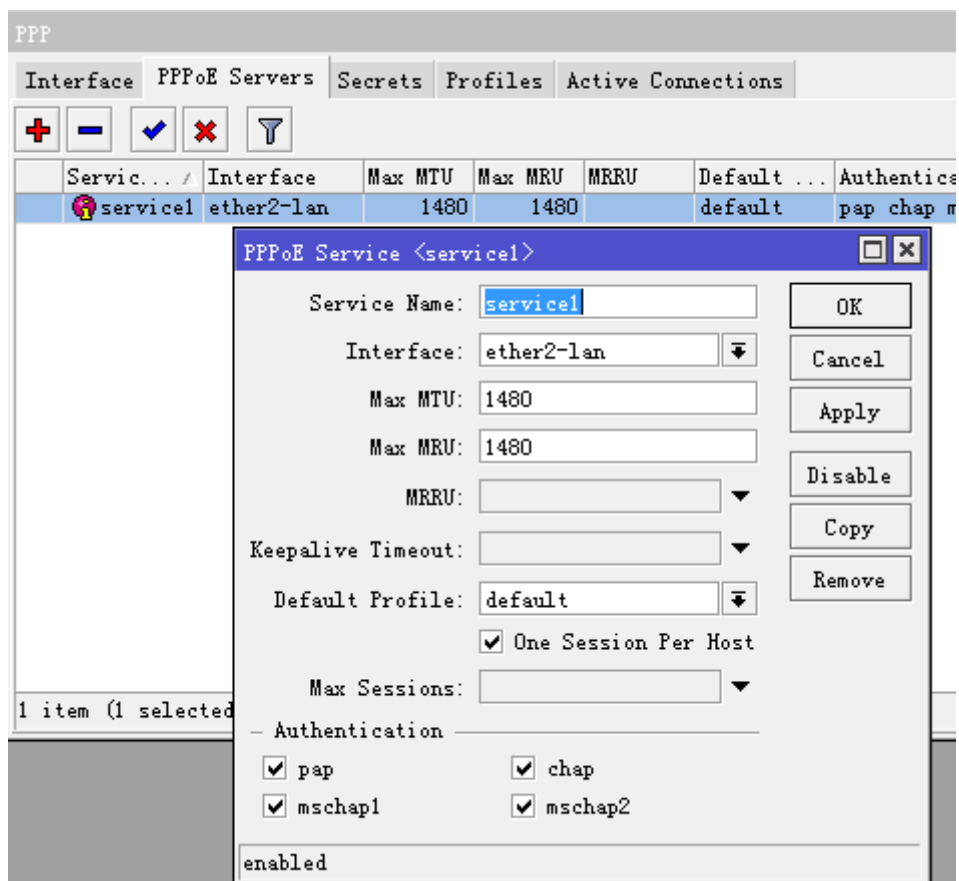 PPP
Interface PPPoE Servers Secrets Profiles Active Connections
Servic... Interface Max MTU Max MRU MRRU Default ... Authentica
service1 ether2-lan 1480 1480 default pap chap m
PPPoE Service <service1>
Service Name: service1 OK
Interface: ether2-lan Cancel
Max MTU: 1480 Apply
Max MRU: 1480
MRRU: Disable
Keepalive Timeout: Copy
Default Profile: default Remove
One Session Per Host
Max Sessions:
1 item (1 selected
Authentication
pap chap
mschap1 mschap2
enabled